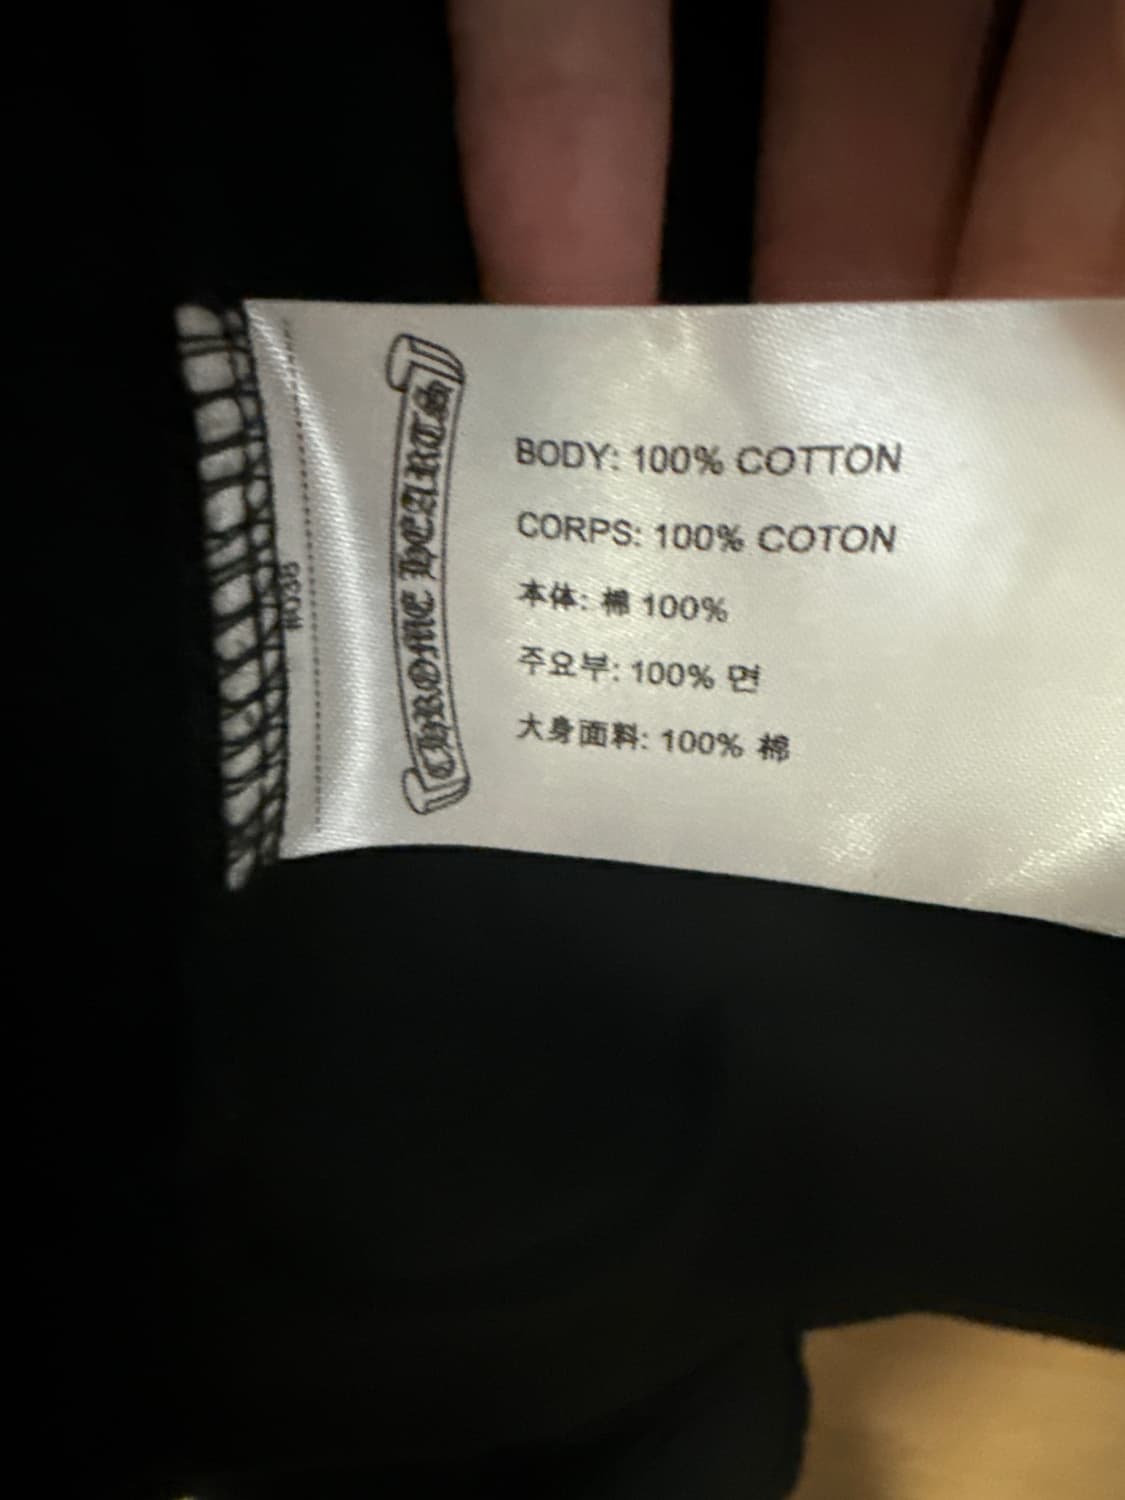 CHROME HEARTS
BODY: 100% COTTON
CORPS: 100% COTON
本体: 棉 100%
주요부: 100% 면
大身面料: 100% 棉